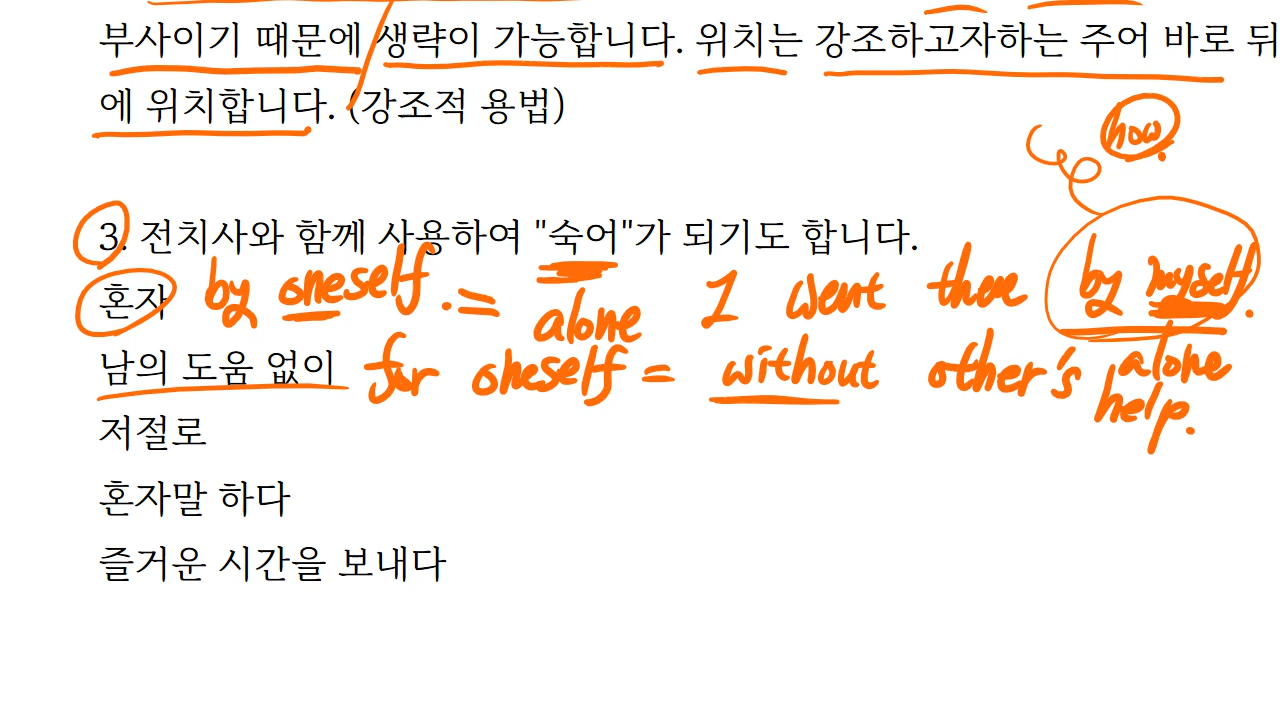 부사이기 때문에 생략이 가능합니다. 위치는 강조하고자하는 주어 바로 뒤
에 위치합니다. (강조적 용법)
how.
3. 전치사와 함께 사용하여 "숙어"가 되기도 합니다.
혼자 by oneself. = alone I went there by myself.
alone
남의 도움 없이 for oneself = without other's help.
저절로
혼자말 하다
즐거운 시간을 보내다